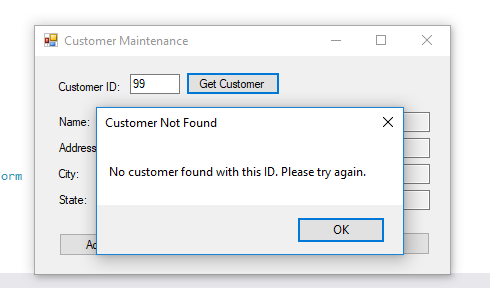 Customer Maintenance
Customer ID: 99 Get Customer
Customer Not Found
Name:
Address
No customer found with this ID. Please try again.
City:
orm
State:
OK